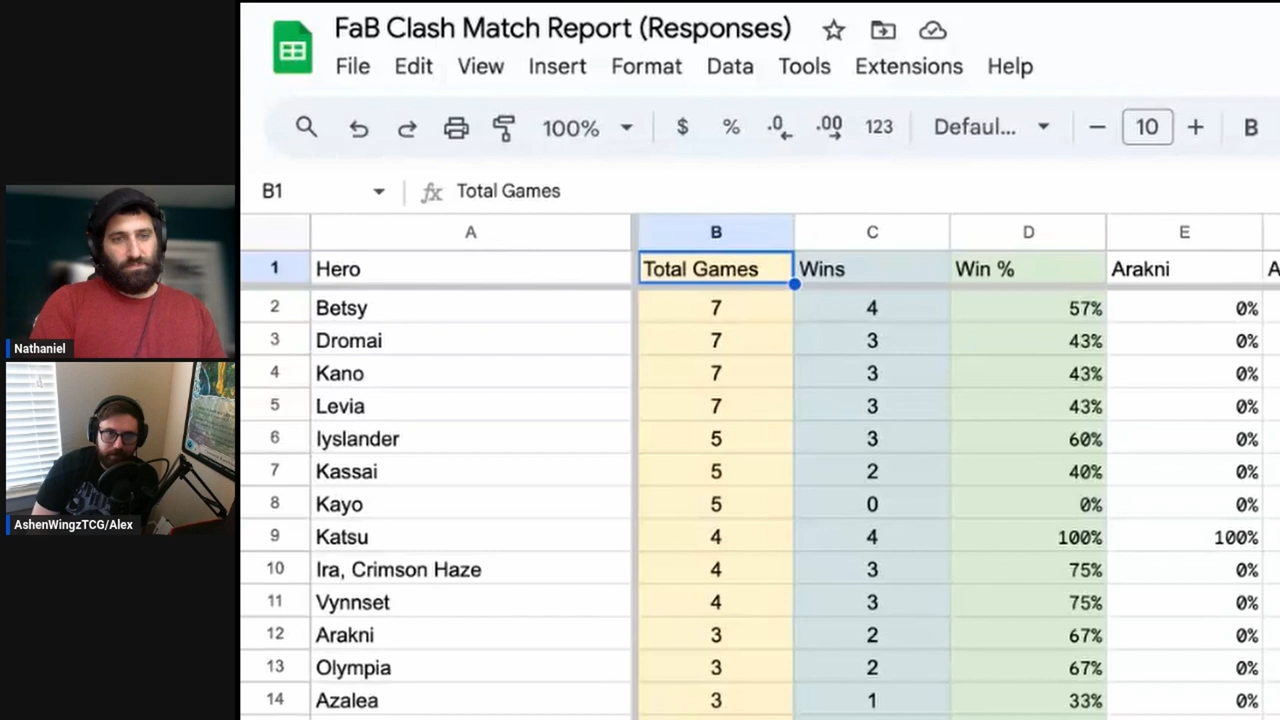 FaB Clash Match Report (Responses)
File Edit View Insert Format Data Tools Extensions Help
100% $ % .0 .00 123 Defaul... − 10 + B
B1 fx Total Games
A B C D E
1 Hero Total Games Wins Win % Arakni A
2 Betsy 7 4 57% 0%
3 Dromai 7 3 43% 0%
4 Kano 7 3 43% 0%
5 Levia 7 3 43% 0%
6 Iyslander 5 3 60% 0%
7 Kassai 5 2 40% 0%
8 Kayo 5 0 0% 0%
9 Katsu 4 4 100% 100%
10 Ira, Crimson Haze 4 3 75% 0%
11 Vynnset 4 3 75% 0%
12 Arakni 3 2 67% 0%
13 Olympia 3 2 67% 0%
14 Azalea 3 1 33% 0%
Nathaniel
AshenWingzTCG/Alex